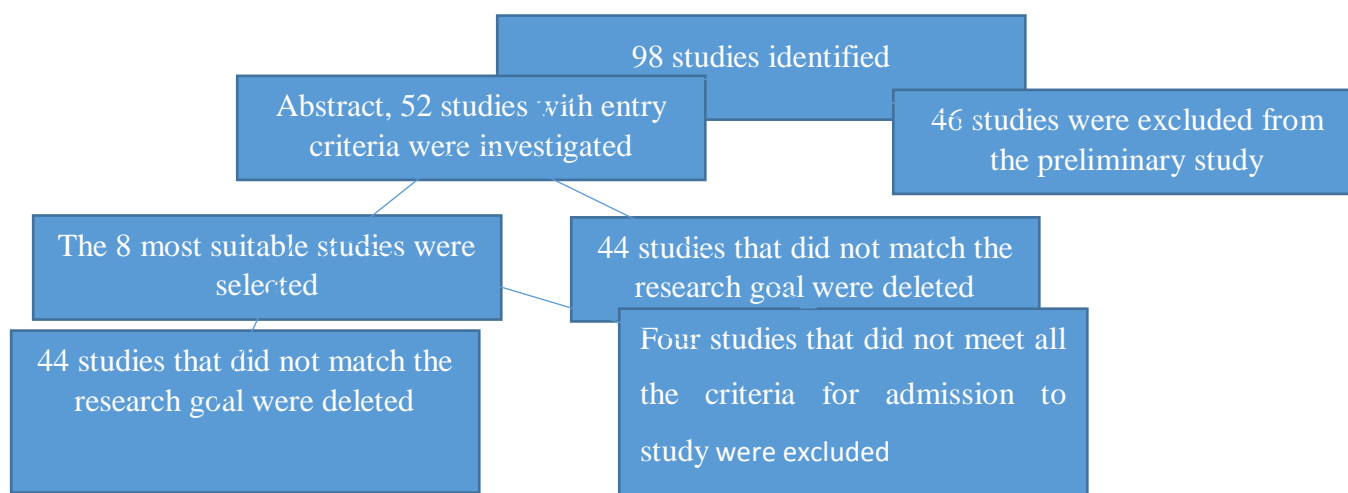 98 studies identified
Abstract, 52 studies with entry
criteria were investigated
46 studies were excluded from
the preliminary study
The 8 most suitable studies were
selected
44 studies that did not match the
research goal were deleted
44 studies that did not match the
research goal were deleted
Four studies that did not meet all
the criteria for admission to
study were excluded